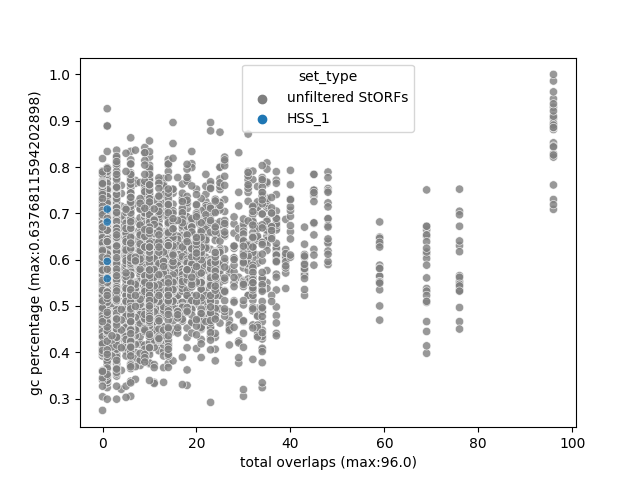 set_type
unfiltered StORFs
HSS_1
gc percentage (max:0.6376811594202898)
1.0
0.9
0.8
0.7
0.6
0.5
0.4
0.3
0
20
40
60
80
100
total overlaps (max:96.0)